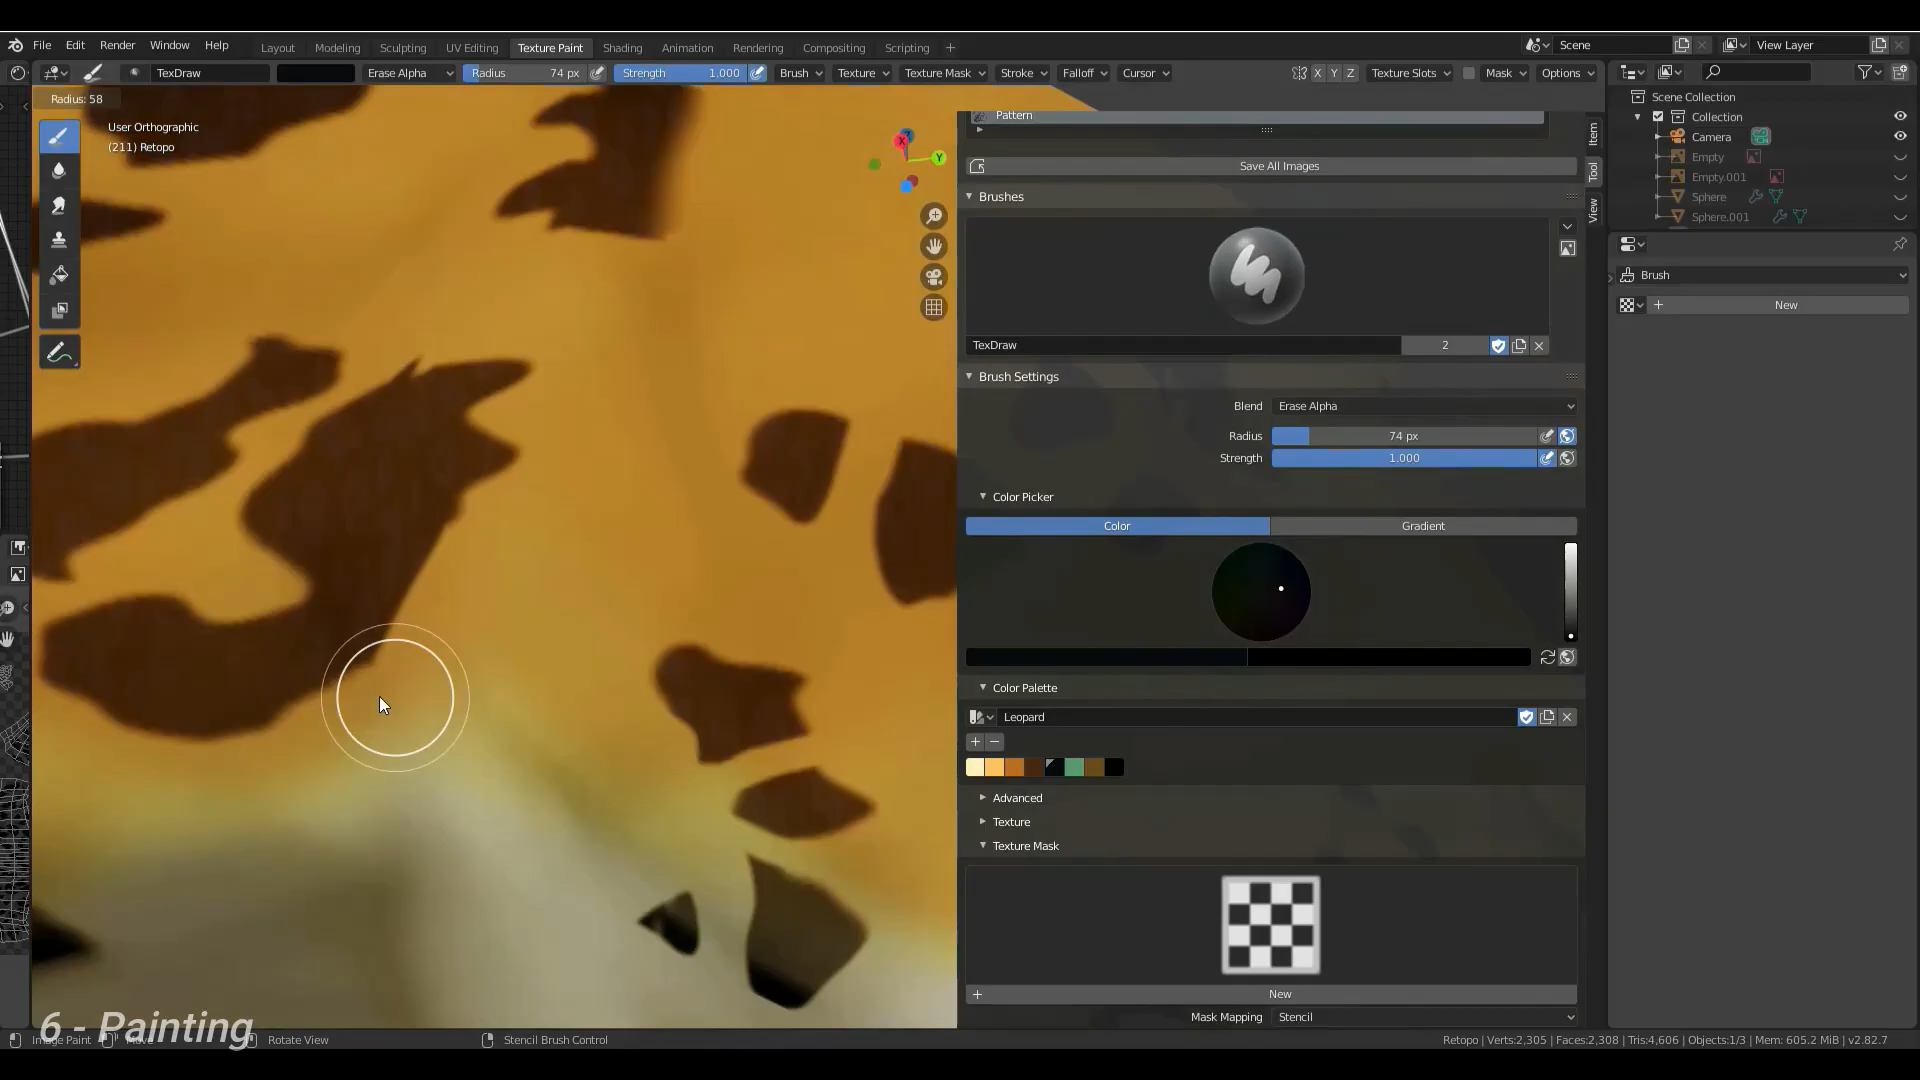 File Edit Render Window Help
Layout Modeling Sculpting UV Editing Texture Paint Shading Animation Rendering Compositing Scripting +
Scene
View Layer
TexDraw
Erase Alpha
Radius 74 px
Strength 1.000
Brush Texture Texture Mask Stroke Falloff Cursor
X Y Z
Texture Slots
Mask
Options
Radius: 58
User Orthographic
(211) Retopo
X
Y
Pattern
Save All Images
Brushes
TexDraw 2
Brush Settings
Blend Erase Alpha
Radius 74 px
Strength 1.000
Color Picker
Color Gradient
Color Palette
Leopard
Advanced
Texture
Texture Mask
New
Mask Mapping Stencil
Item
Tool
View
Scene Collection
Collection
Camera
Empty
Empty.001
Sphere
Sphere.001
Brush
New
6 - Painting
Image Paint Move Rotate View Stencil Brush Control
Retopo | Verts:2,305 | Faces:2,308 | Tris:4,606 | Objects:1/3 | Mem: 605.2 MiB | v2.82.7